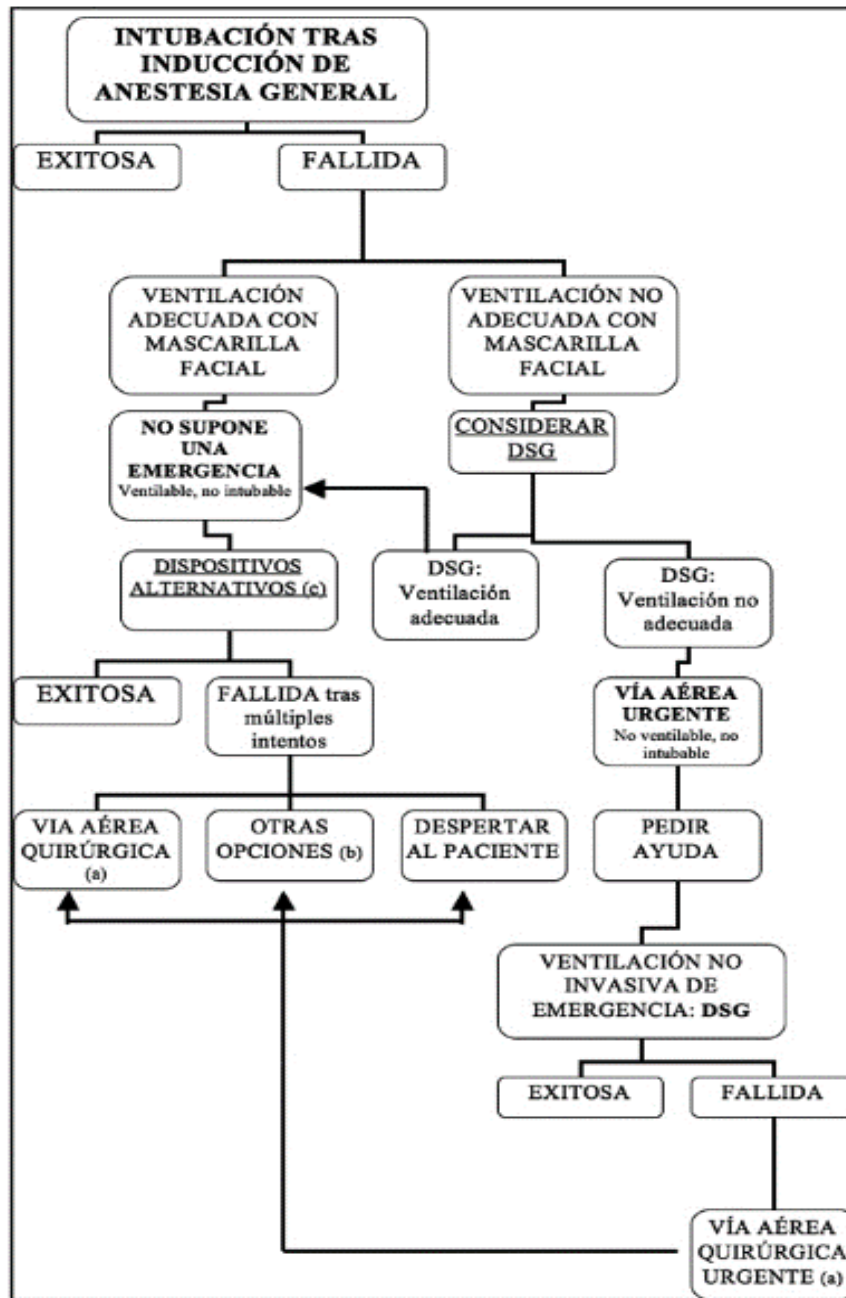 INTUBACIÓN TRAS
INDUCCIÓN DE
ANESTESIA GENERAL
EXITOSA
FALLIDA
VENTILACIÓN
ADECUADA CON
MASCARILLA
FACIAL
VENTILACIÓN NO
ADECUADA CON
MASCARILLA
FACIAL
NO SUPONE
UNA
EMERGENCIA
Ventilable, no intubable
CONSIDERAR
DSG
DISPOSITIVOS
ALTERNATIVOS (c)
DSG:
Ventilación
adecuada
DSG:
Ventilación no
adecuada
EXITOSA
FALLIDA tras
múltiples
intentos
VÍA AÉREA
URGENTE
No ventilable, no
intubable
VIA AÉREA
QUIRÚRGICA
(a)
OTRAS
OPCIONES (b)
DESPERTAR
AL PACIENTE
PEDIR
AYUDA
VENTILACIÓN NO
INVASIVA DE
EMERGENCIA: DSG
EXITOSA
FALLIDA
VÍA AÉREA
QUIRÚRGICA
URGENTE (a)